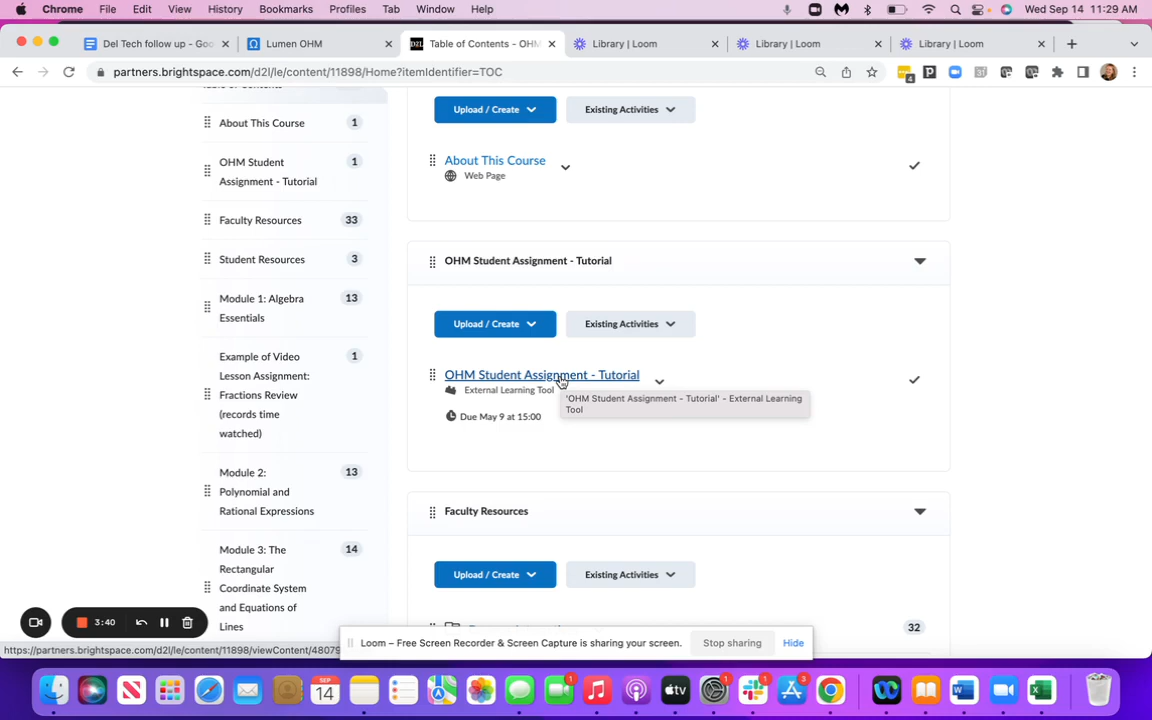 Chrome File Edit View History Bookmarks Profiles Tab Window Help Wed Sep 14 11:29 AM
Del Tech follow up - Goo Lumen OHM Table of Contents - OHM Library | Loom Library | Loom Library | Loom
partners.brightspace.com/d2l/le/content/11898/Home?itemIdentifier=TOC
Table of Contents
About This Course 1
OHM Student
Assignment - Tutorial
1
Faculty Resources 33
Student Resources 3
Module 1: Algebra
Essentials
13
Example of Video
Lesson Assignment:
Fractions Review
(records time
watched)
1
Module 2:
Polynomial and
Rational Expressions
13
Module 3: The
Rectangular
Coordinate System
and Equations of
Lines
14
Upload / Create Existing Activities
About This Course
Web Page
OHM Student Assignment - Tutorial
Upload / Create Existing Activities
OHM Student Assignment - Tutorial
External Learning Tool
'OHM Student Assignment - Tutorial' - External Learning
Tool
Due May 9 at 15:00
Faculty Resources
Upload / Create Existing Activities
32
3:40
https://partners.brightspace.com/d2l/le/content/11898/viewContent/48079
Loom – Free Screen Recorder & Screen Capture is sharing your screen. Stop sharing Hide